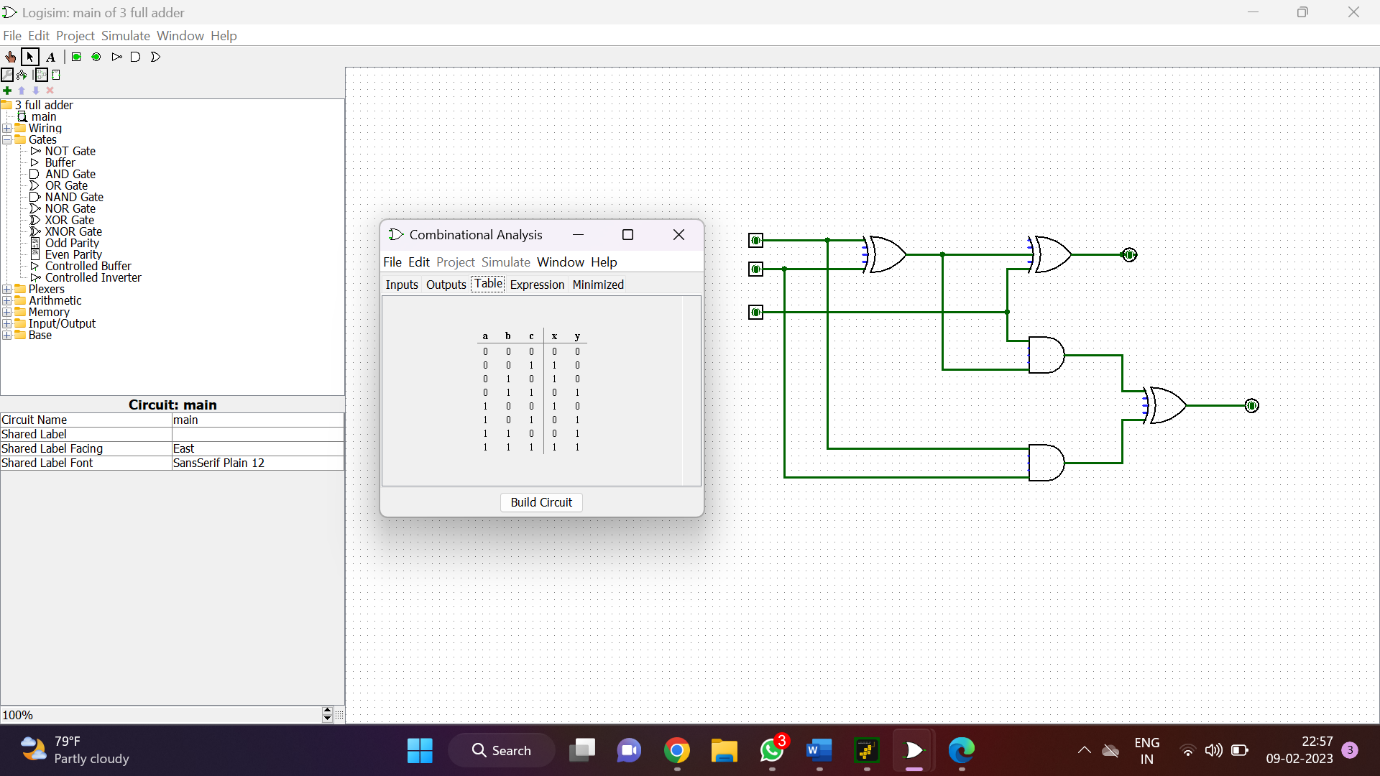 Logisim: main of 3 full adder
File Edit Project Simulate Window Help
A
3 full adder
main
Wiring
Gates
NOT Gate
Buffer
AND Gate
OR Gate
NAND Gate
NOR Gate
XOR Gate
XNOR Gate
Odd Parity
Even Parity
Controlled Buffer
Controlled Inverter
Plexers
Arithmetic
Memory
Input/Output
Base
Circuit: main
Circuit Name main
Shared Label
Shared Label Facing East
Shared Label Font SansSerif Plain 12
100%
Combinational Analysis
File Edit Project Simulate Window Help
Inputs Outputs Table Expression Minimized
a b c x y
0 0 0 0 0
0 0 1 1 0
0 1 0 1 0
0 1 1 0 1
1 0 0 1 0
1 0 1 0 1
1 1 0 0 1
1 1 1 1 1
Build Circuit
79°F
Partly cloudy
Search
3
ENG
IN
22:57
09-02-2023
3